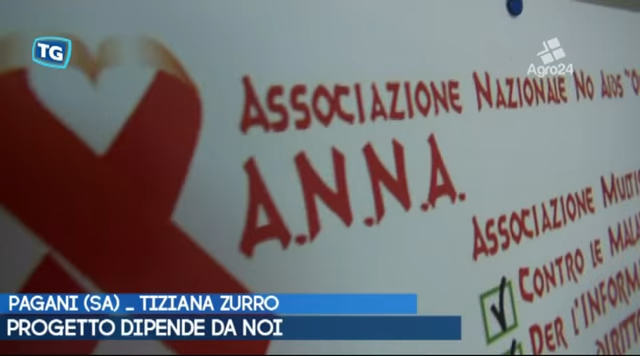 TG
Agro24
ASSOCIAZIONE NAZIONALE NO AIDS
A.N.N.A.
ASSOCIAZIONE
CONTRO LE
PER L'INFORM
PAGANI (SA) _ TIZIANA ZURRO
PROGETTO DIPENDE DA NOI